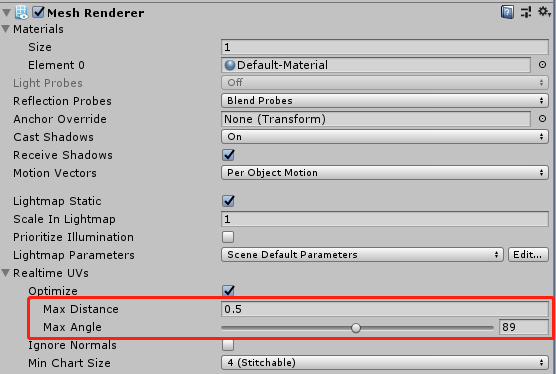 Mesh Renderer
Materials
Size 1
Element 0 Default-Material
Light Probes Off
Reflection Probes Blend Probes
Anchor Override None (Transform)
Cast Shadows On
Receive Shadows
Motion Vectors Per Object Motion
Lightmap Static
Scale In Lightmap 1
Prioritize Illumination
Lightmap Parameters Scene Default Parameters Edit...
Realtime UVs
Optimize
Max Distance 0.5
Max Angle 89
Ignore Normals
Min Chart Size 4 (Stitchable)